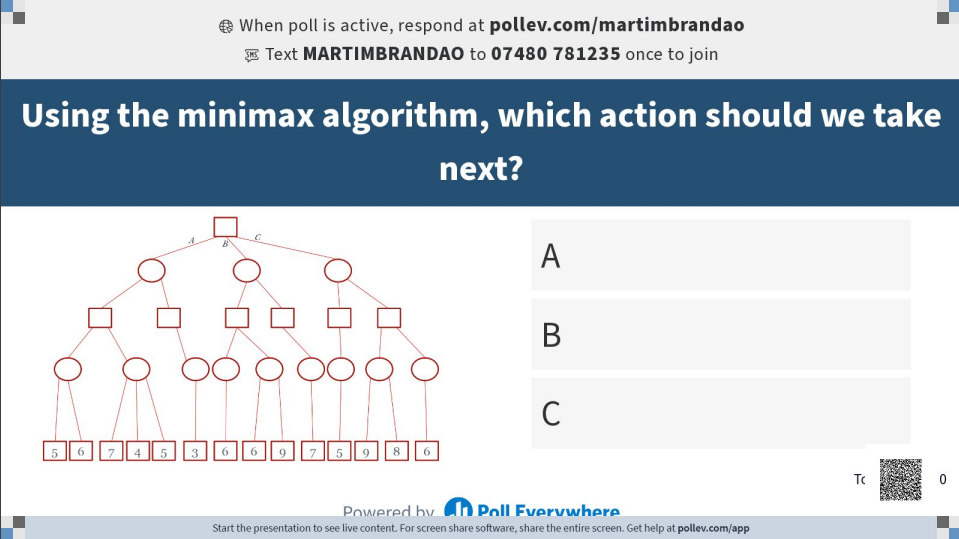 When poll is active, respond at pollev.com/martimbrandao
SMS Text MARTIMBRANDAO to 07480 781235 once to join
Using the minimax algorithm, which action should we take
next?
A
B
C
5 6 7 4 5 3 6 6 9 7 5 9 8 6
A
B
C
To
0
Powered by Poll Everywhere
Start the presentation to see live content. For screen share software, share the entire screen. Get help at pollev.com/app